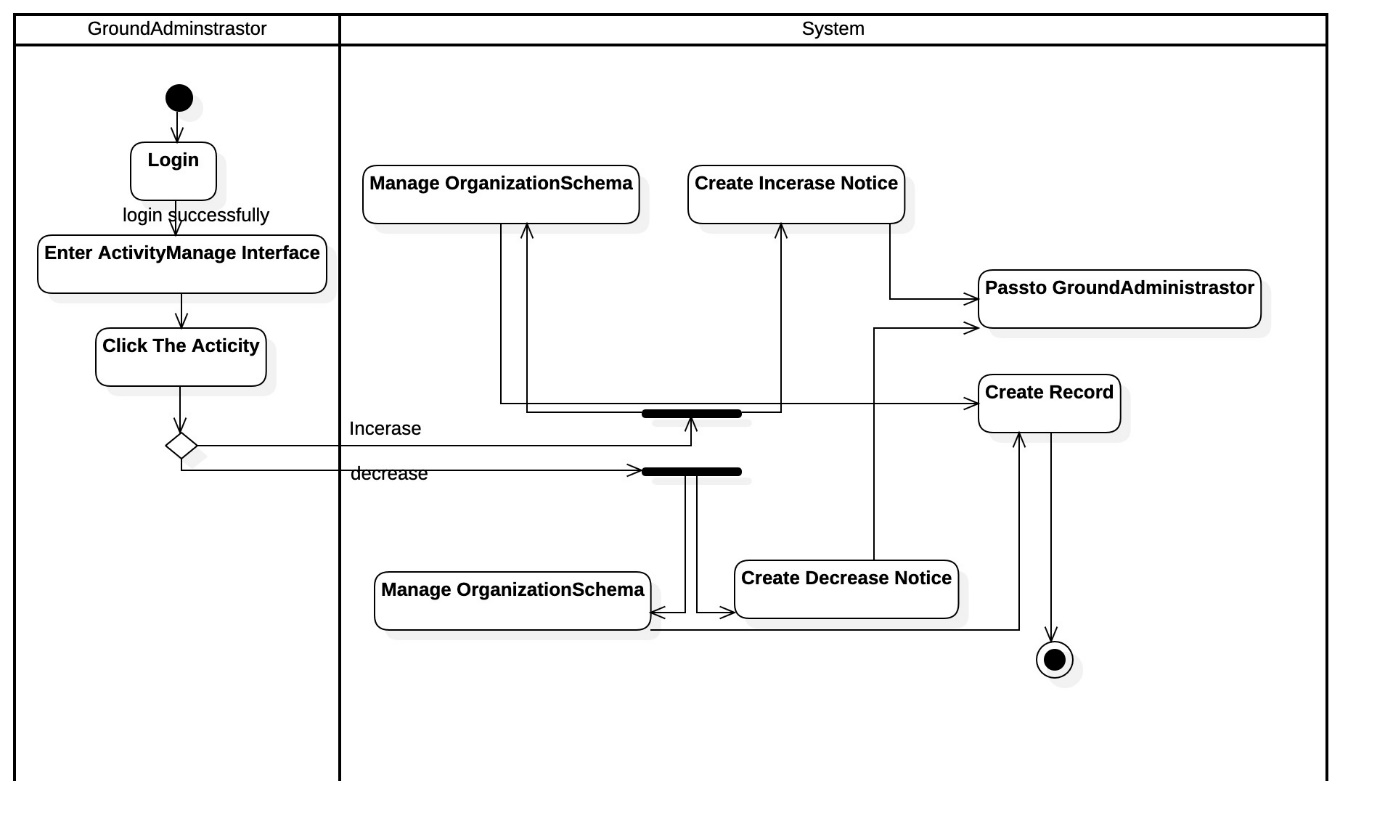 GroundAdminstrastor
System
Login
login successfully
Enter ActivityManage Interface
Click The Acticity
Manage OrganizationSchema
Create Incerase Notice
Passto GroundAdministrastor
Create Record
Incerase
decrease
Manage OrganizationSchema
Create Decrease Notice